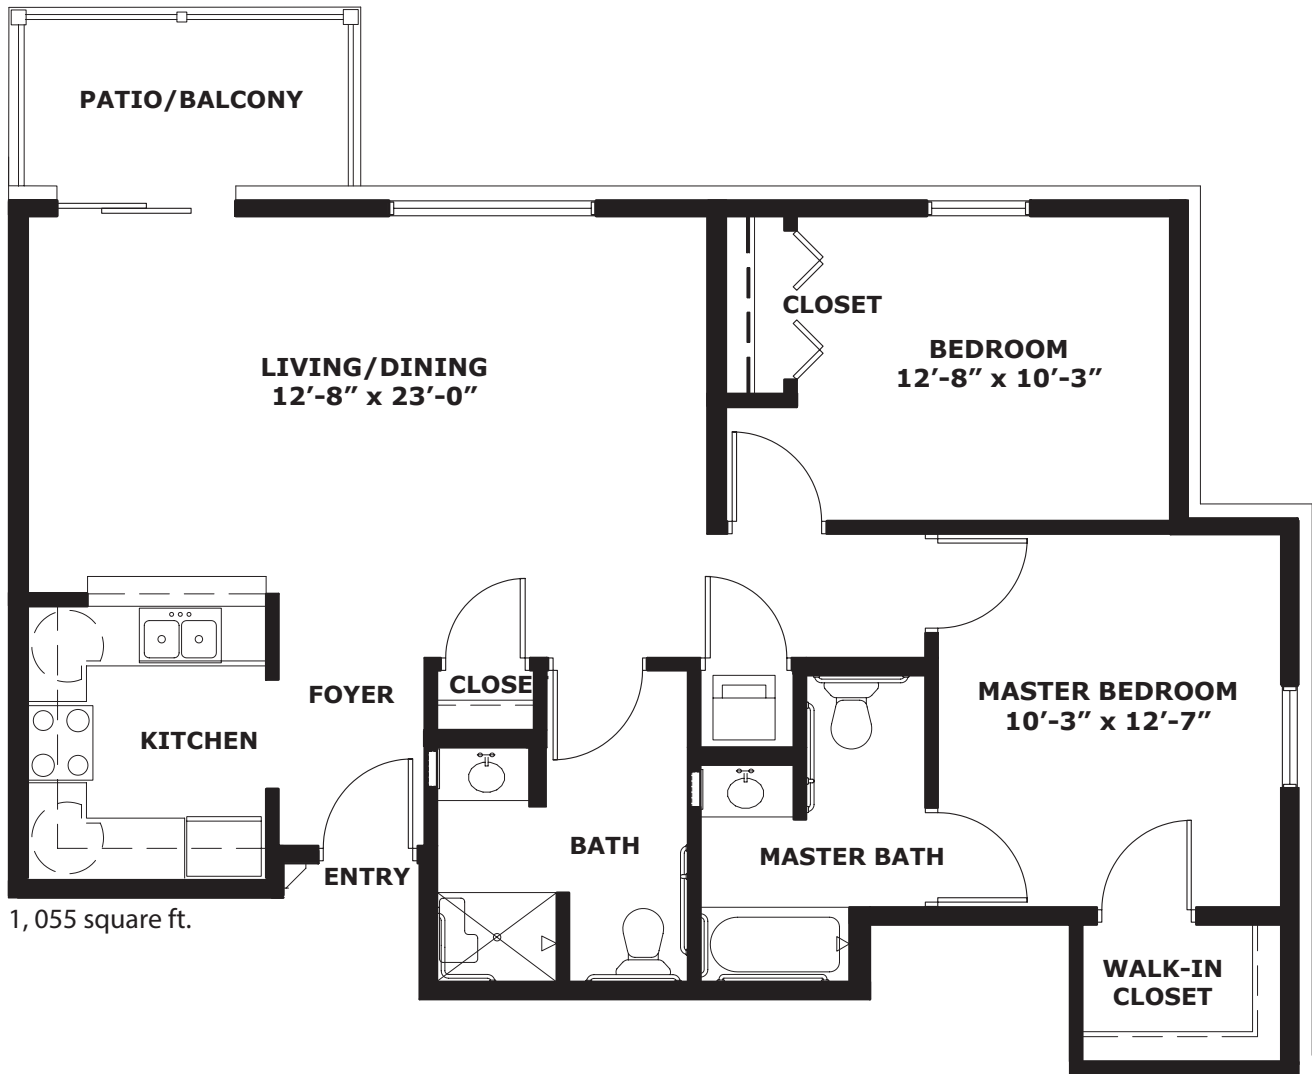 PATIO/BALCONY
CLOSET
LIVING/DINING
12’-8” x 23’-0”
BEDROOM
12’-8” x 10’-3”
FOYER
CLOSE
MASTER BEDROOM
10’-3” x 12’-7”
KITCHEN
BATH
MASTER BATH
ENTRY
1, 055 square ft.
WALK-IN
CLOSET